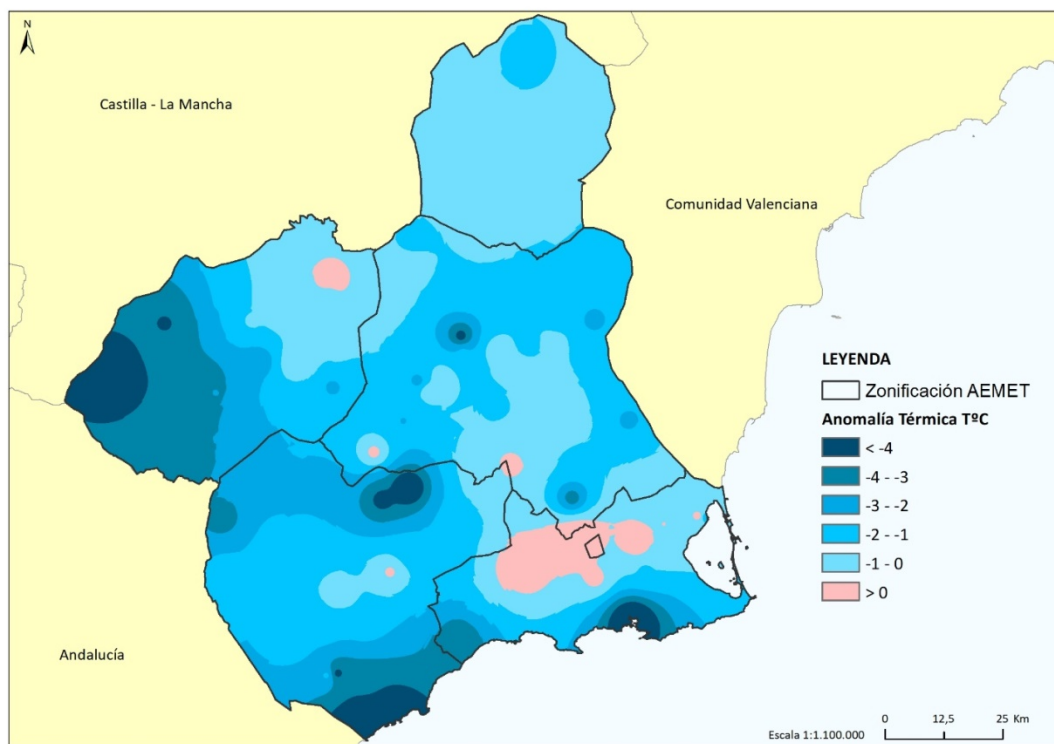 N
Castilla - La Mancha
Comunidad Valenciana
LEYENDA
Zonificación AEMET
Anomalía Térmica TºC
< -4
-4 - -3
-3 - -2
-2 - -1
-1 - 0
> 0
Andalucía
0 12,5 25 Km
Escala 1:1.100.000